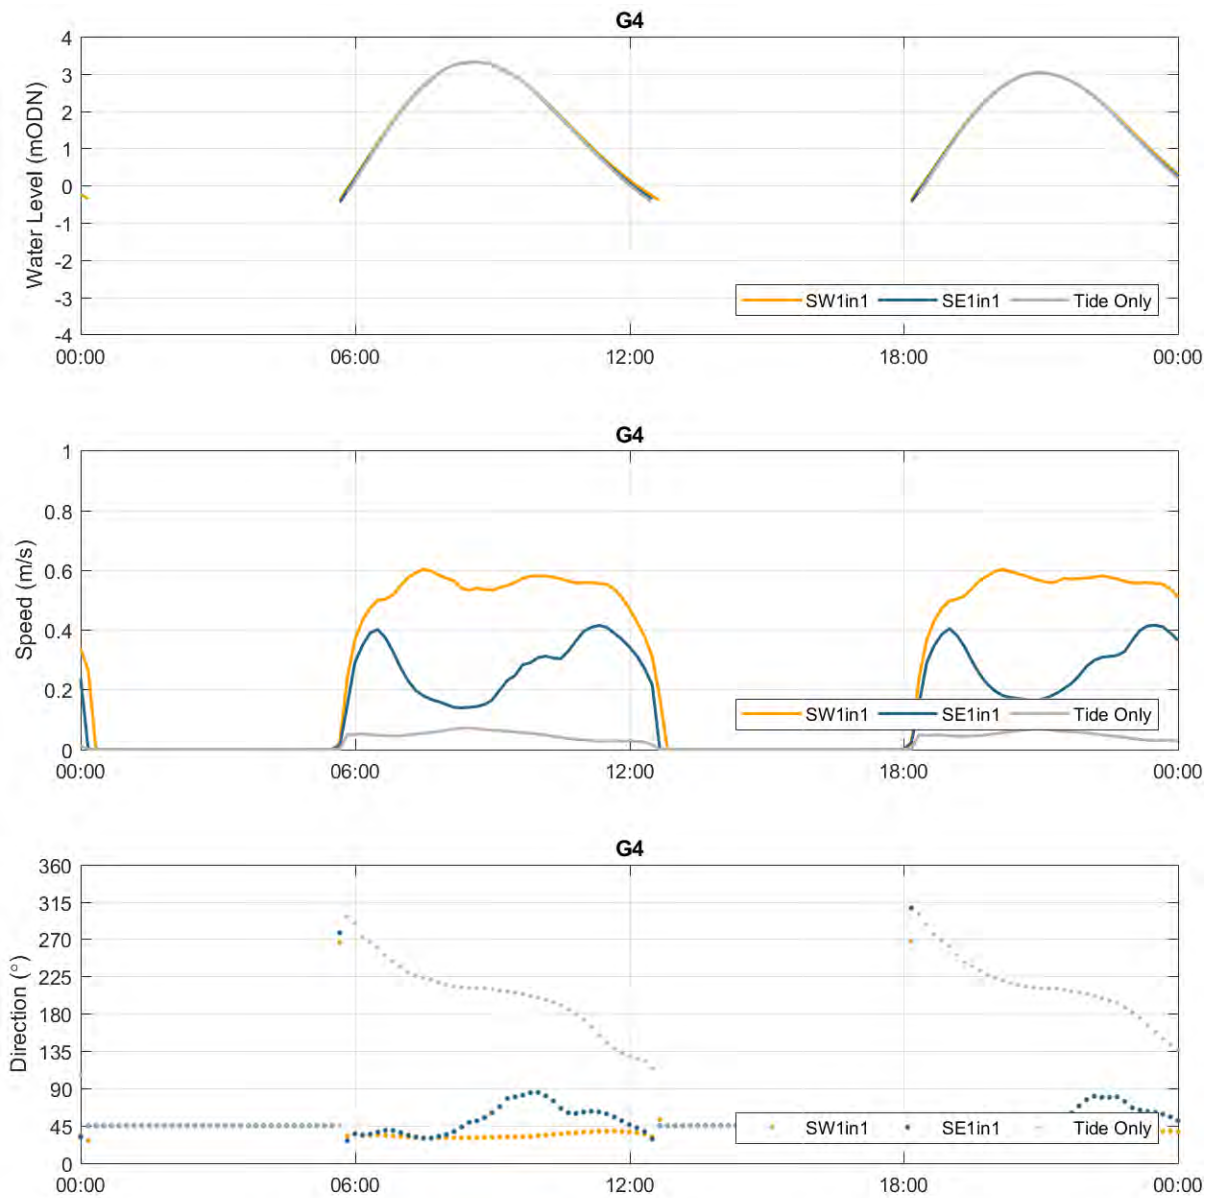 G4
4
3
2
1
0
-1
-2
-3
-4
Water Level (mODN)
SW1in1 SE1in1 Tide Only
00:00 06:00 12:00 18:00 00:00
G4
1
0.8
0.6
0.4
0.2
0
Speed (m/s)
SW1in1 SE1in1 Tide Only
00:00 06:00 12:00 18:00 00:00
G4
360
315
270
225
180
135
90
45
0
Direction (°)
SW1in1 SE1in1 Tide Only
00:00 06:00 12:00 18:00 00:00